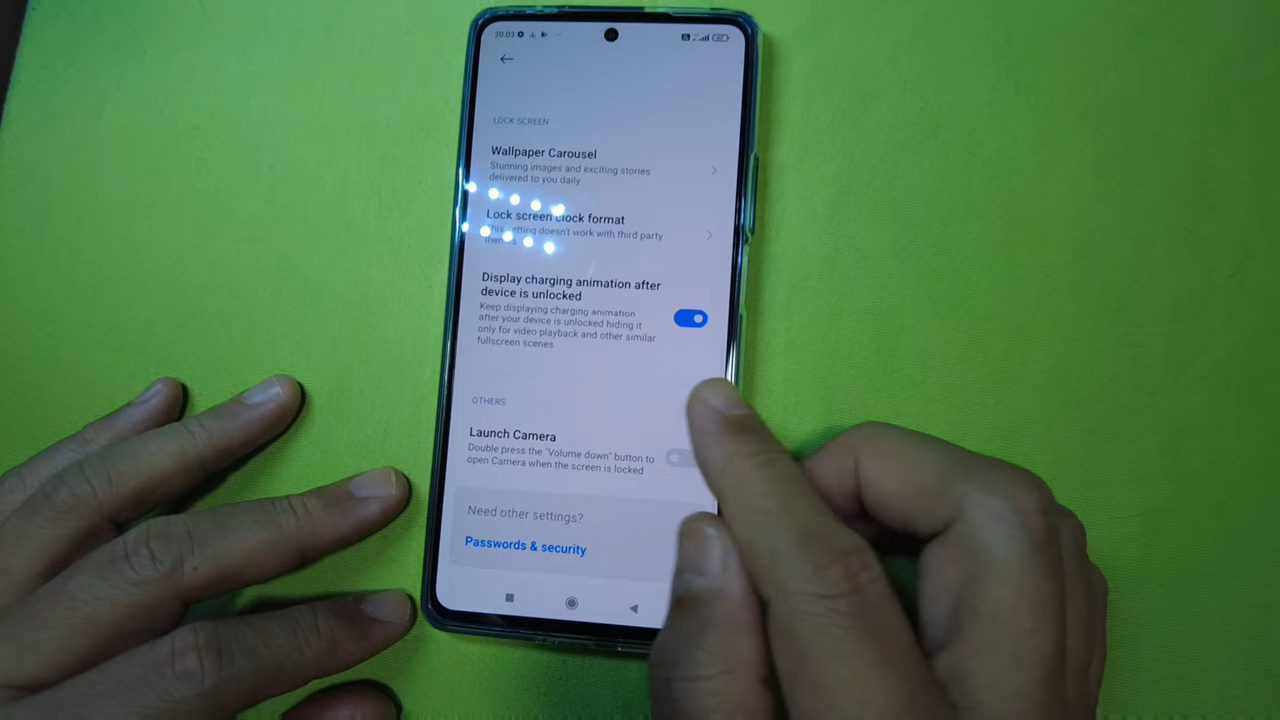 20:03
LOCK SCREEN
Wallpaper Carousel
Stunning images and exciting stories
delivered to you daily
Lock screen clock format
This setting doesn't work with third party
themes
Display charging animation after
device is unlocked
Keep displaying charging animation
after your device is unlocked hiding it
only for video playback and other similar
fullscreen scenes
OTHERS
Launch Camera
Double press the "Volume down" button to
open Camera when the screen is locked
Need other settings?
Passwords & security